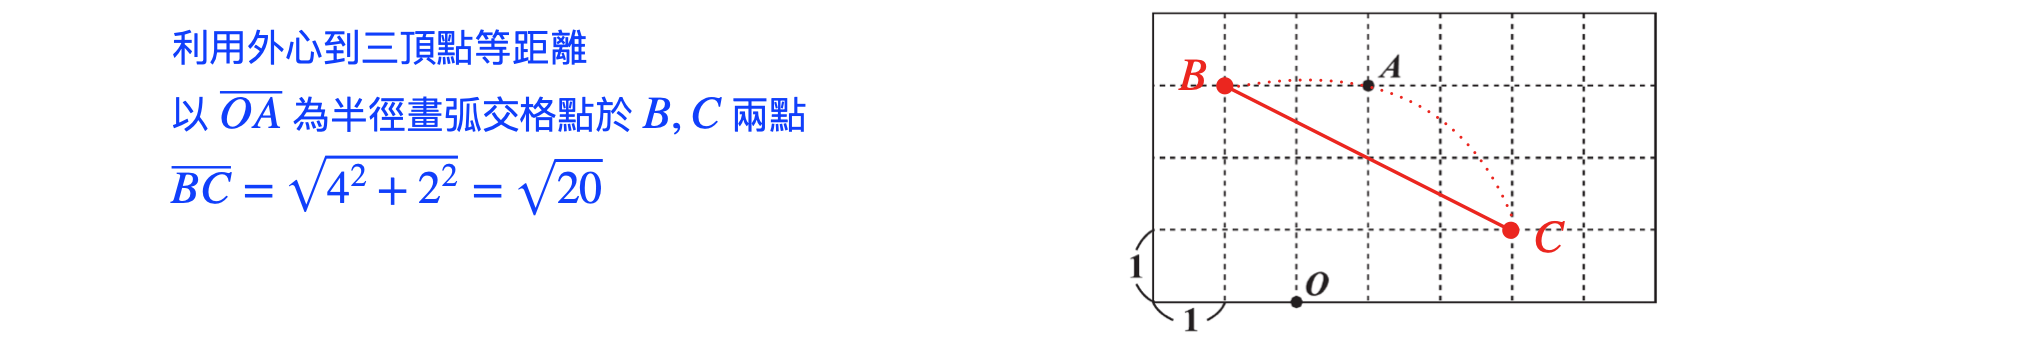 利用外心到三頂點等距離
以 $\overline{OA}$ 為半徑畫弧交格點於 B, C 兩點
$\overline{BC} = \sqrt{4^2 + 2^2} = \sqrt{20}$
B
A
C
1
O
1